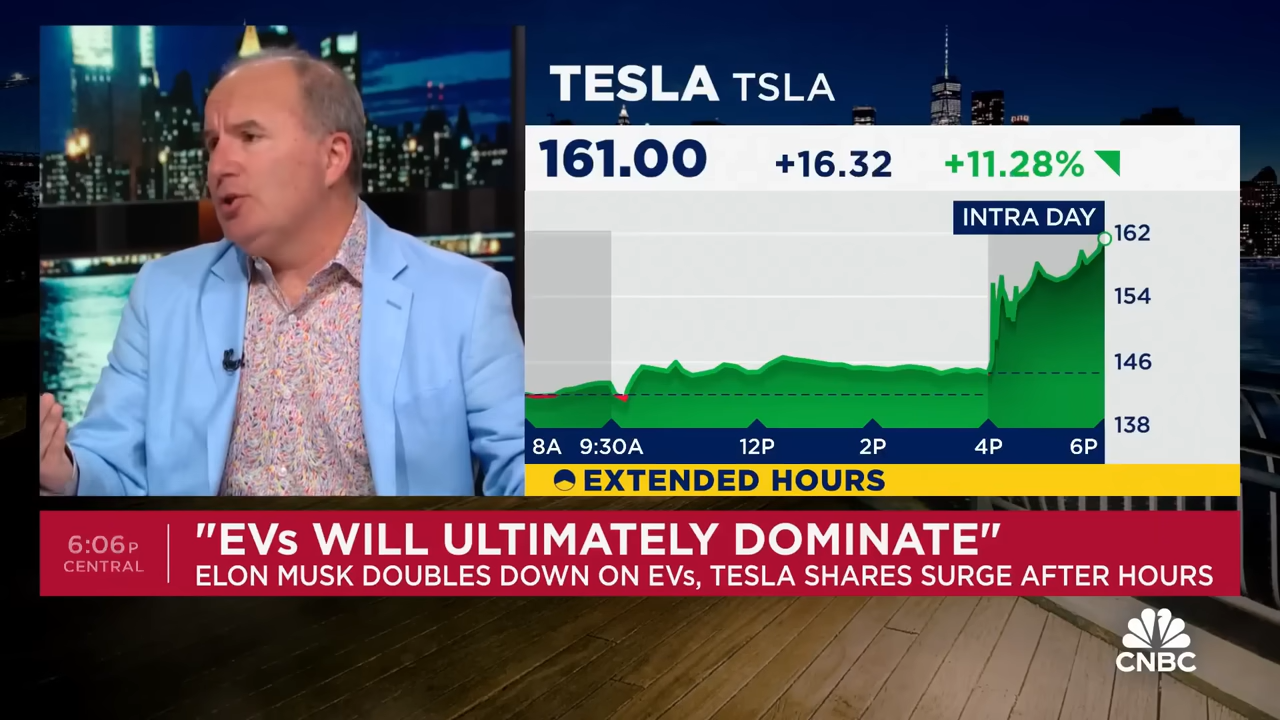 TESLA TSLA
161.00 +16.32 +11.28%
INTRA DAY
162
154
146
138
8A 9:30A 12P 2P 4P 6P
EXTENDED HOURS
6:06P
CENTRAL
"EVs WILL ULTIMATELY DOMINATE"
ELON MUSK DOUBLES DOWN ON EVs, TESLA SHARES SURGE AFTER HOURS
CNBC